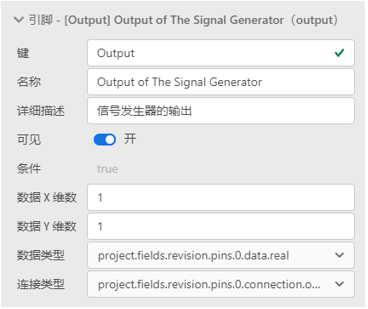 引脚 - [Output] Output of The Signal Generator（output）
键 Output
名称 Output of The Signal Generator
详细描述 信号发生器的输出
可见 开
条件 true
数据 X 维数 1
数据 Y 维数 1
数据类型 project.fields.revision.pins.0.data.real
连接类型 project.fields.revision.pins.0.connection.o...